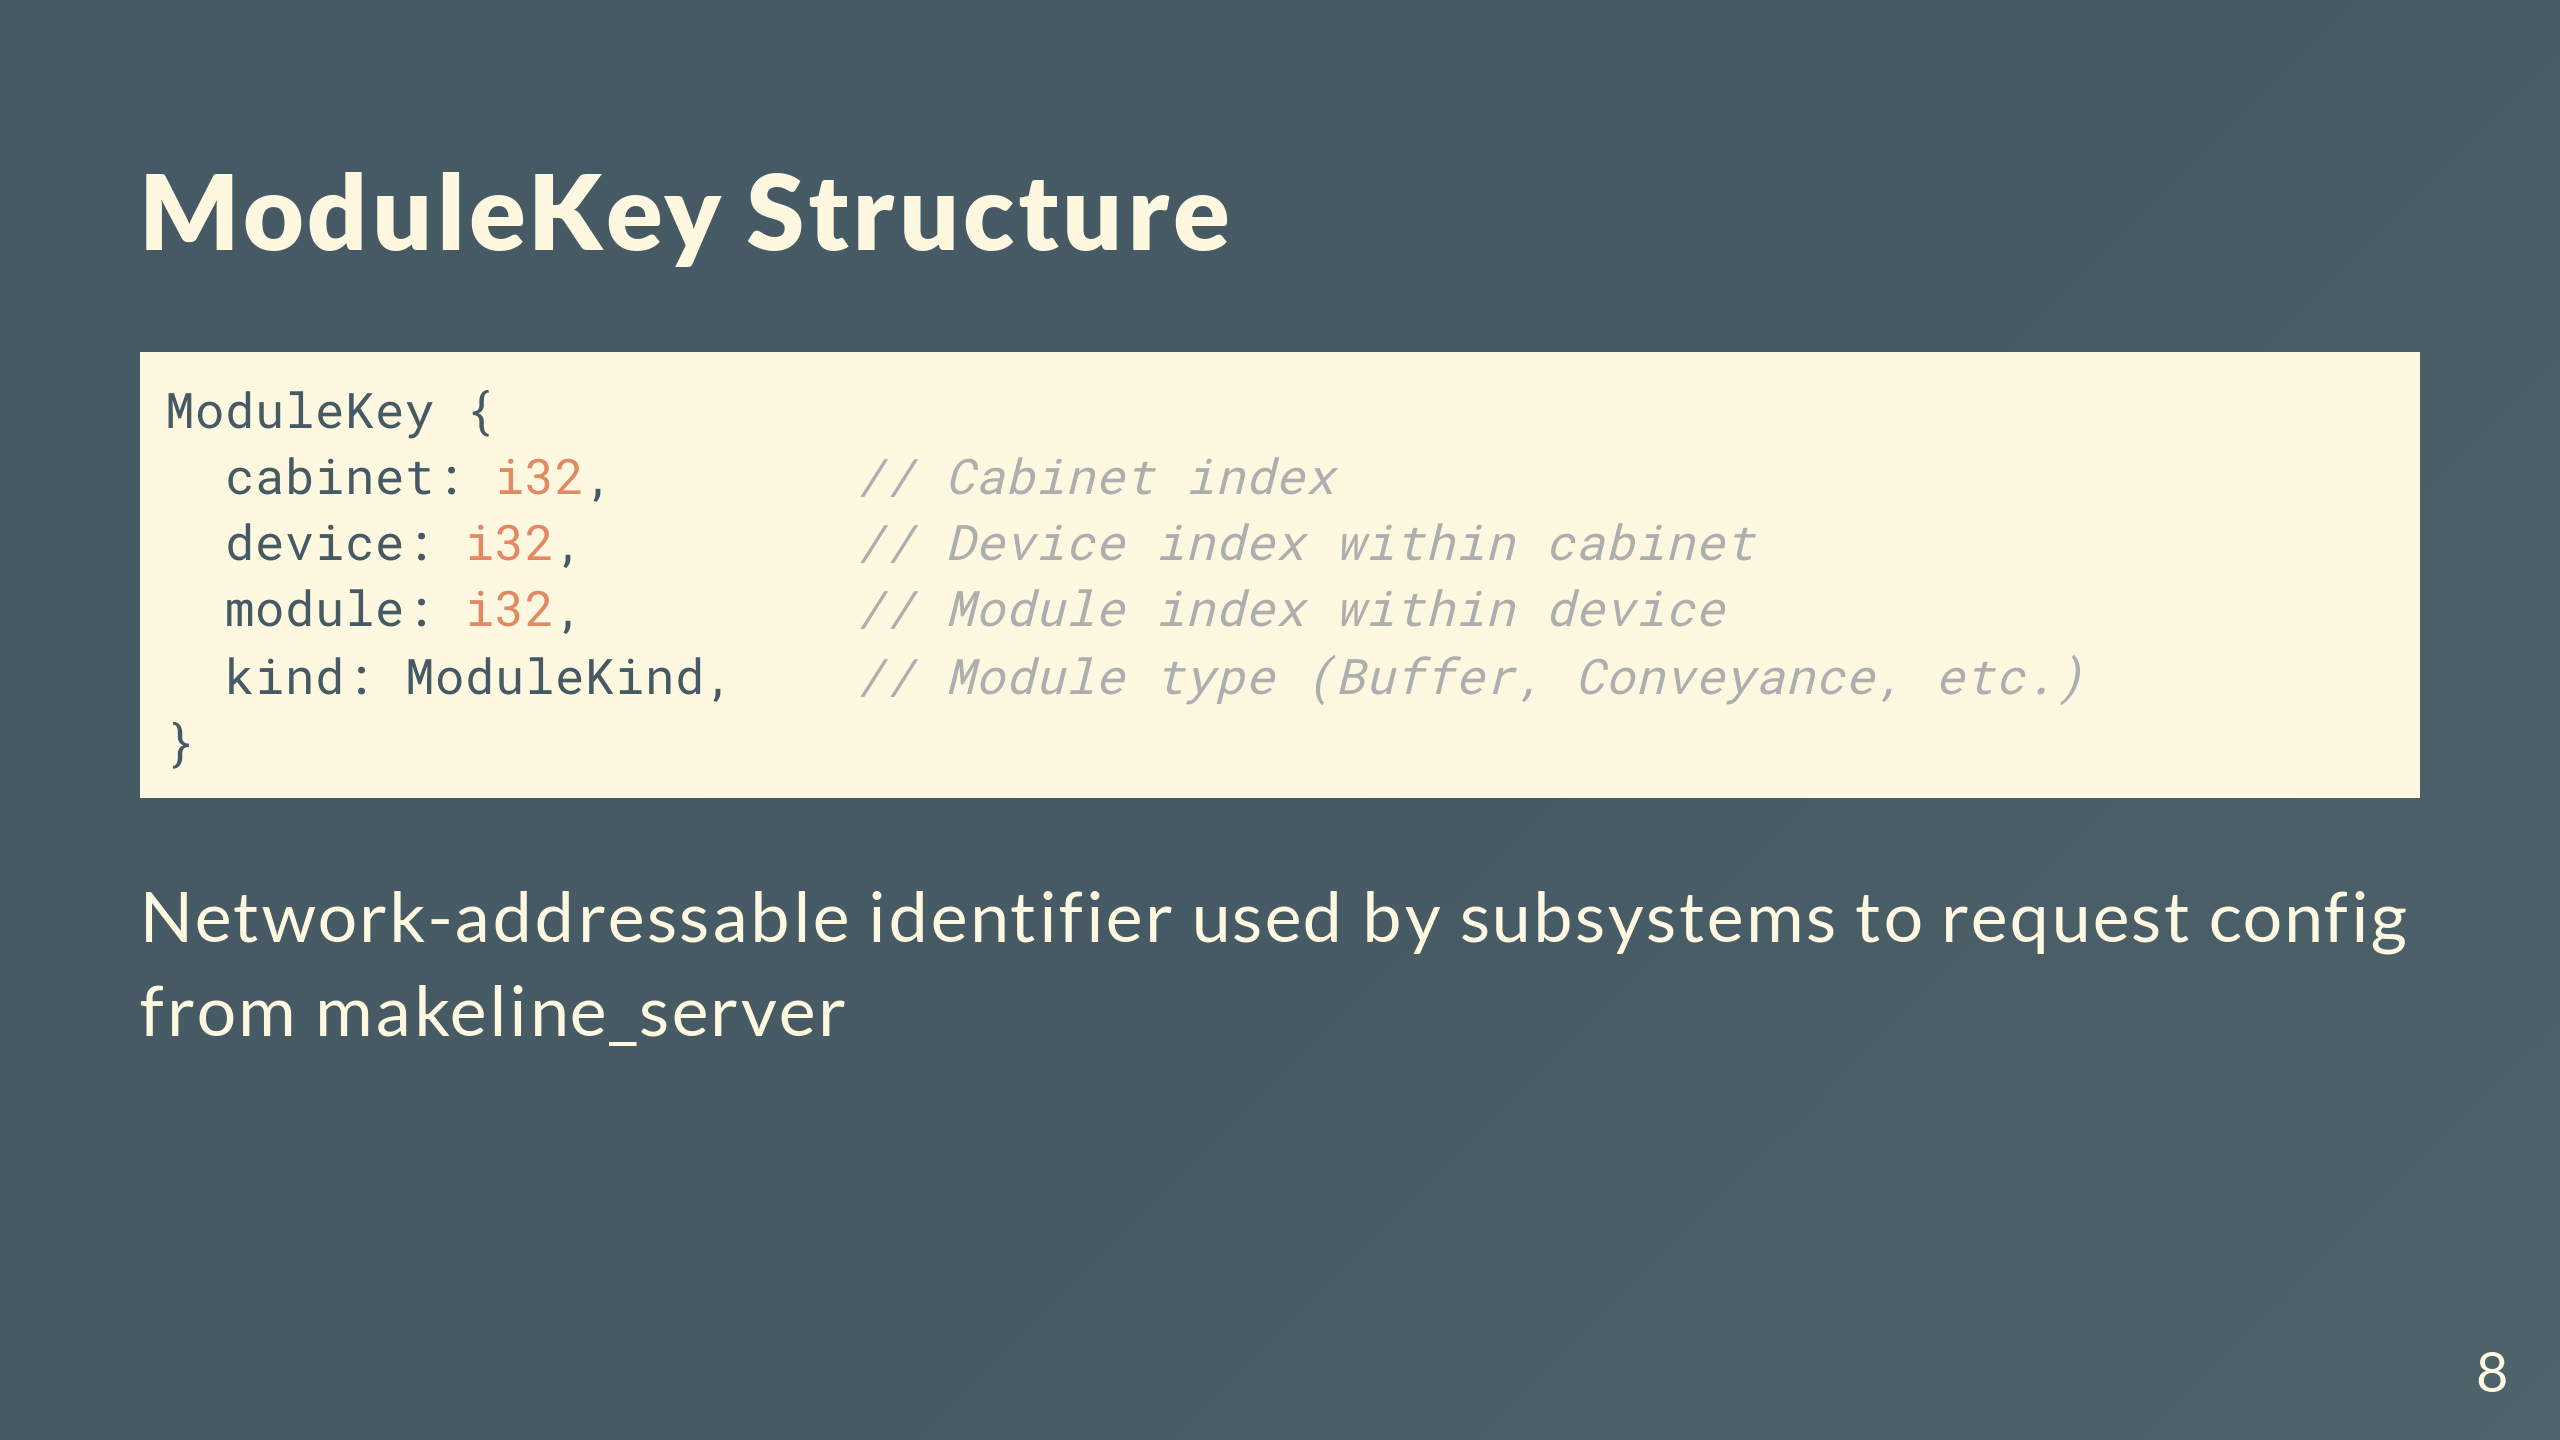 ModuleKey Structure
ModuleKey {
  cabinet: i32,        // Cabinet index
  device: i32,         // Device index within cabinet
  module: i32,         // Module index within device
  kind: ModuleKind,    // Module type (Buffer, Conveyance, etc.)
}
Network-addressable identifier used by subsystems to request config
from makeline_server
8